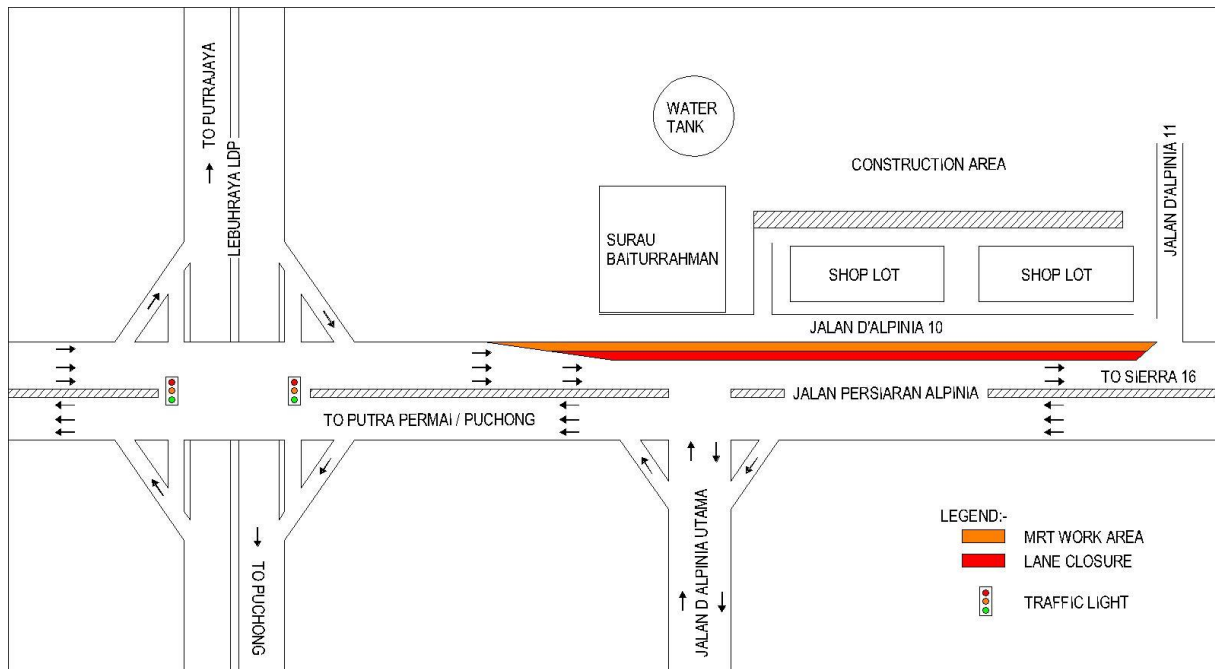 TO PUTRAJAYA
LEBUHRAYA LDP
WATER
TANK
CONSTRUCTION AREA
JALAN D'ALPINIA 11
SURAU
BAITURRAHMAN
SHOP LOT
SHOP LOT
JALAN D'ALPINIA 10
TO SIERRA 16
JALAN PERSIARAN ALPINIA
TO PUTRA PERMAI / PUCHONG
TO PUCHONG
JALAN D ALPINIA UTAMA
LEGEND:-
MRT WORK AREA
LANE CLOSURE
TRAFFIC LIGHT